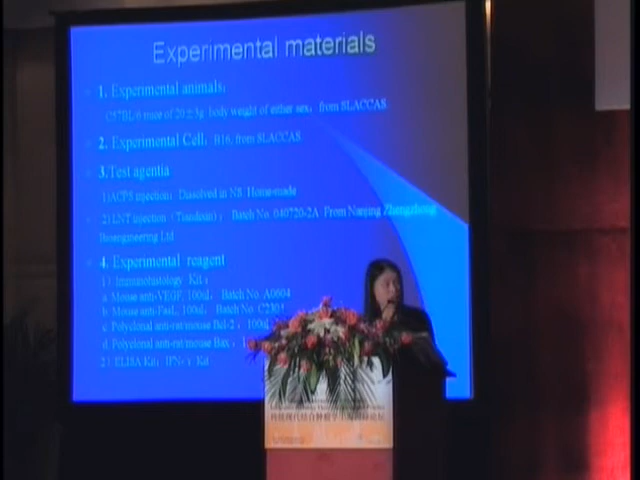 Experimental materials
1. Experimental animals:
C57BL/6 mice of 20±3g body weight of either sex, from SLACCAS
2. Experimental Cell, B16, from SLACCAS
3.Test agentia
1)ACPS injection: Dissolved in NS Home-made
2)LNT injection (Tiandixin), Batch No. 040720-2A From Nanjing Zhengzhong
Bioengineering Ltd
4. Experimental reagent
1) Immunohistology Kit:
a. Mouse anti-VEGF, 100ul, Batch No. A0604
b. Mouse anti-FasL, 100ul, Batch No. C2301
c. Polyclonal anti-rat/mouse Bcl-2, 100ul
d. Polyclonal anti-rat/mouse Bax,
2) ELISA Kit: IFN-γ Kit